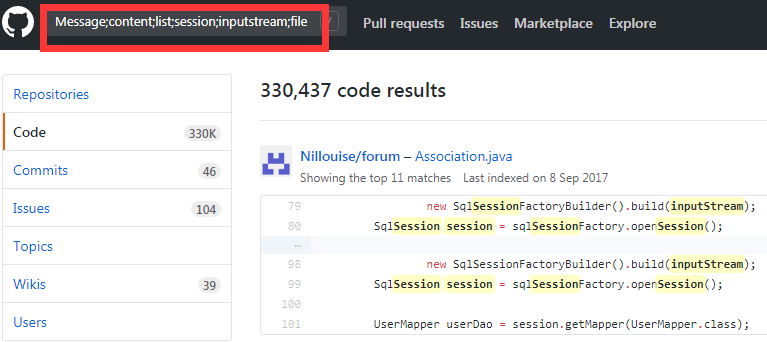 Message;content;list;session;inputstream;file /
Pull requests Issues Marketplace Explore
Repositories
Code 330K
Commits 46
Issues 104
Topics
Wikis 39
Users
330,437 code results
Nillouise/forum – Association.java
Showing the top 11 matches Last indexed on 8 Sep 2017
79 new SqlSessionFactoryBuilder().build(inputStream);
80 SqlSession session = sqlSessionFactory.openSession();
…
98 new SqlSessionFactoryBuilder().build(inputStream);
99 SqlSession session = sqlSessionFactory.openSession();
100
101 UserMapper userDao = session.getMapper(UserMapper.class);